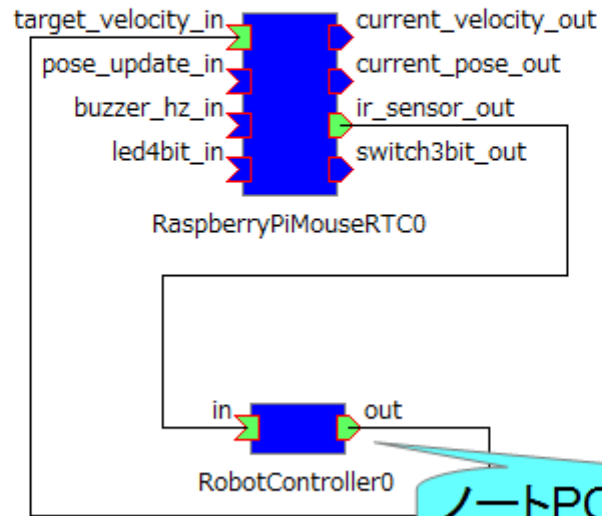 target_velocity_in
current_velocity_out
pose_update_in
current_pose_out
buzzer_hz_in
ir_sensor_out
led4bit_in
switch3bit_out
RaspberryPiMouseRTC0
in
out
RobotController0
ノートPC